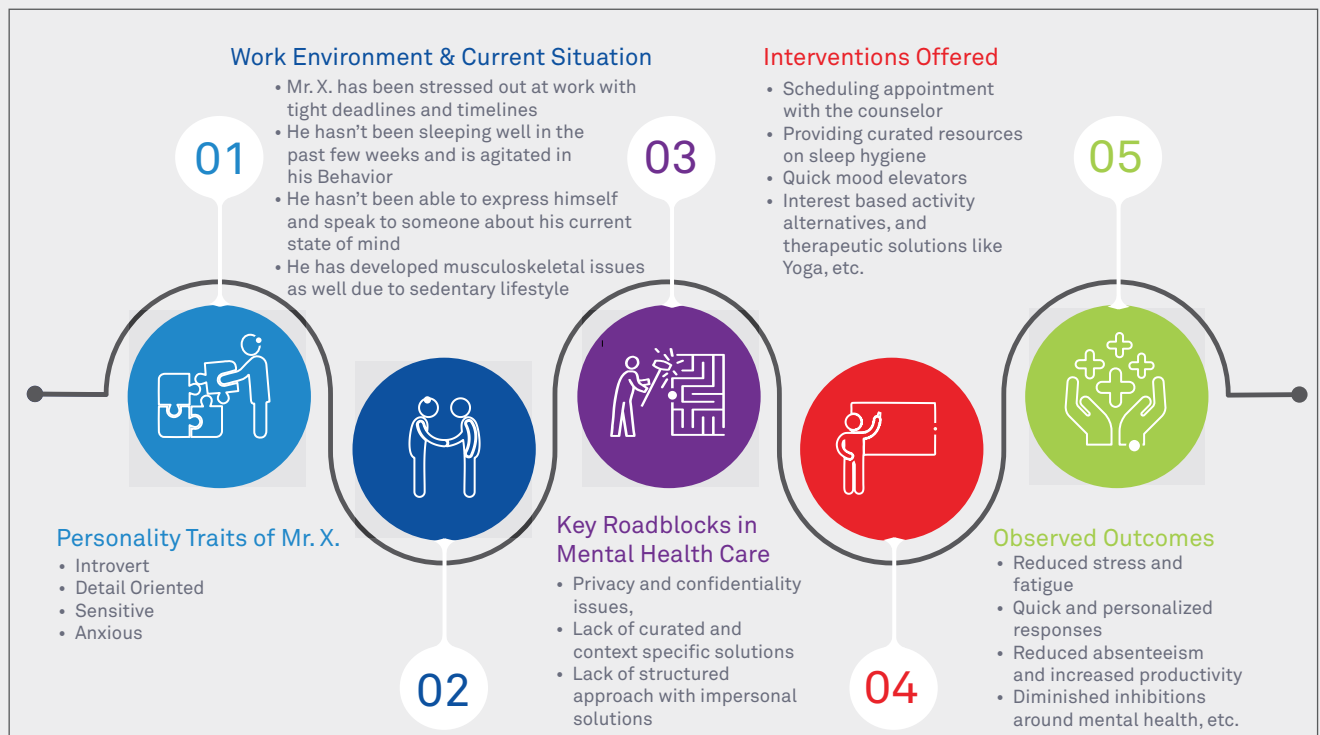 01
Personality Traits of Mr. X.
• Introvert
• Detail Oriented
• Sensitive
• Anxious
Work Environment & Current Situation
• Mr. X. has been stressed out at work with
tight deadlines and timelines
• He hasn't been sleeping well in the
past few weeks and is agitated in
his Behavior
• He hasn't been able to express himself
and speak to someone about his current
state of mind
• He has developed musculoskeletal issues
as well due to sedentary lifestyle
02
03
Key Roadblocks in
Mental Health Care
• Privacy and confidentiality
issues,
• Lack of curated and
context specific solutions
• Lack of structured
approach with impersonal
solutions
Interventions Offered
• Scheduling appointment
with the counselor
• Providing curated resources
on sleep hygiene
• Quick mood elevators
• Interest based activity
alternatives, and
therapeutic solutions like
Yoga, etc.
04
05
Observed Outcomes
• Reduced stress and
fatigue
• Quick and personalized
responses
• Reduced absenteeism
and increased productivity
• Diminished inhibitions
around mental health, etc.